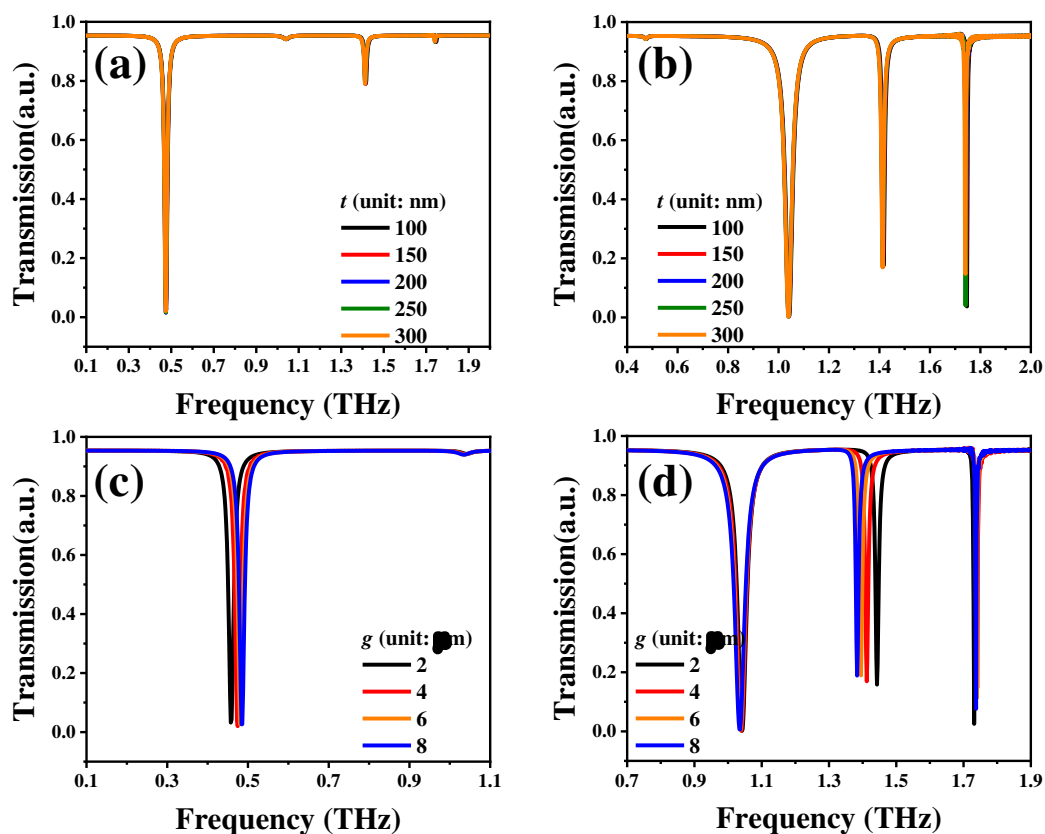 (a)
Transmission(a.u.)
1.0
0.8
0.6
0.4
0.2
0.0
t (unit: nm)
100
150
200
250
300
0.1 0.3 0.5 0.7 0.9 1.1 1.3 1.5 1.7 1.9
Frequency (THz)
(b)
Transmission(a.u.)
1.0
0.8
0.6
0.4
0.2
0.0
t (unit: nm)
100
150
200
250
300
0.4 0.6 0.8 1.0 1.2 1.4 1.6 1.8 2.0
Frequency (THz)
(c)
Transmission(a.u.)
1.0
0.8
0.6
0.4
0.2
0.0
g (unit: m)
2
4
6
8
0.1 0.3 0.5 0.7 0.9 1.1
Frequency (THz)
(d)
Transmission(a.u.)
1.0
0.8
0.6
0.4
0.2
0.0
g (unit: m)
2
4
6
8
0.7 0.9 1.1 1.3 1.5 1.7 1.9
Frequency (THz)